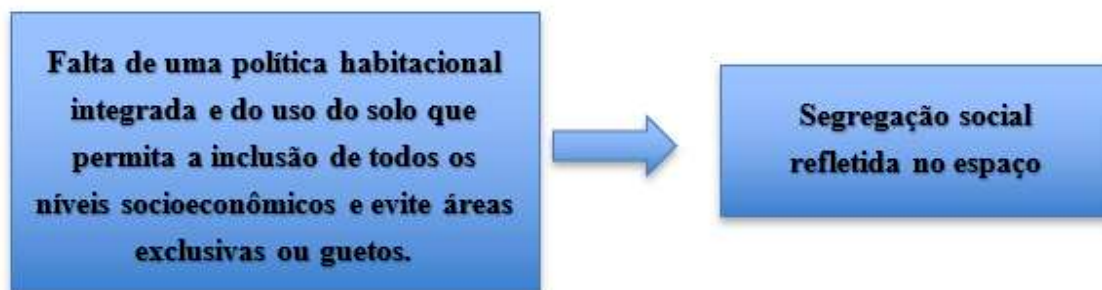 Falta de uma política habitacional
integrada e do uso do solo que
permita a inclusão de todos os
níveis socioeconômicos e evite áreas
exclusivas ou guetos.
Segregação social
refletida no espaço